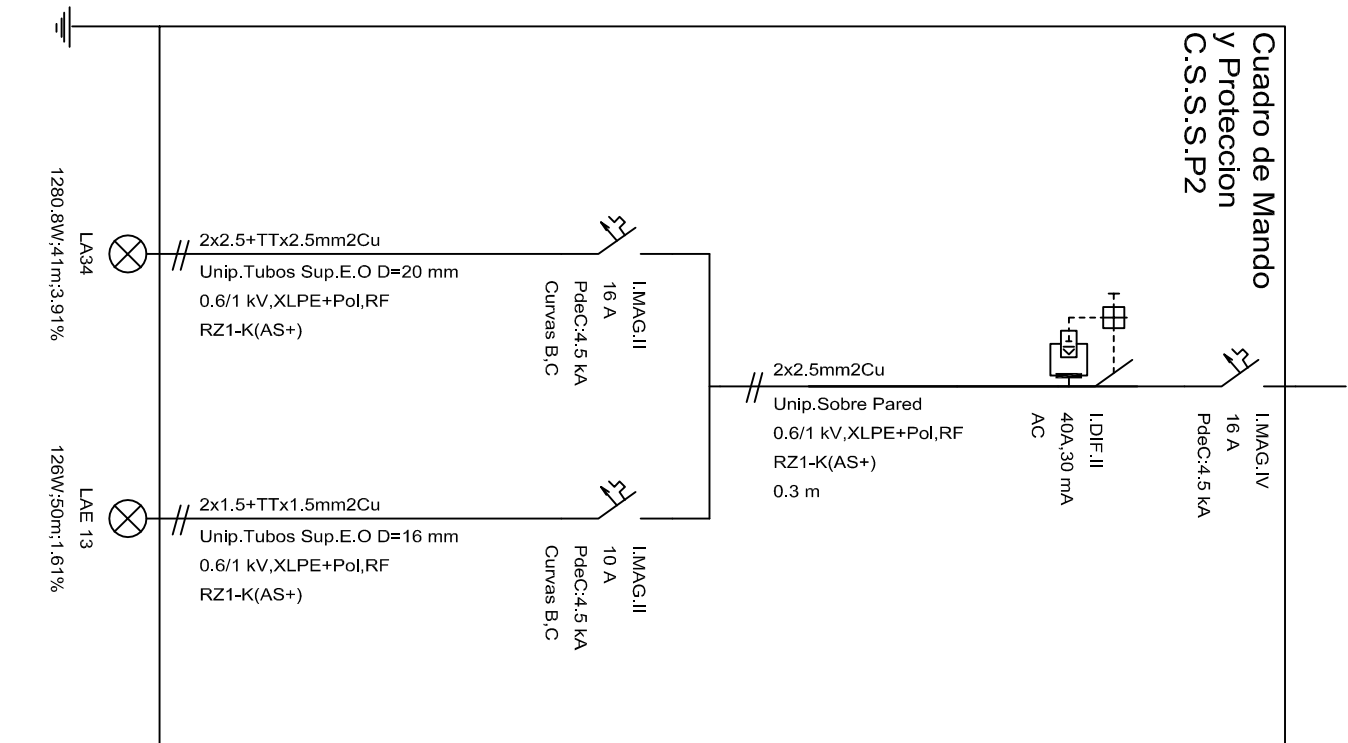 Cuadro de Mando
y Proteccion
C.S.S.S.P2
I.MAG.IV
16 A
PdeC:4.5 kA
I.DIF.II
40A,30 mA
AC
2x2.5mm2Cu
Unip.Sobre Pared
0.6/1 kV,XLPE+Pol,RF
RZ1-K(AS+)
0.3 m
I.MAG.II
16 A
PdeC:4.5 kA
Curvas B,C
2x2.5+TTx2.5mm2Cu
Unip.Tubos Sup.E.O D=20 mm
0.6/1 kV,XLPE+Pol,RF
RZ1-K(AS+)
LA34
1280.8W;41m;3.91%
I.MAG.II
10 A
PdeC:4.5 kA
Curvas B,C
2x1.5+TTx1.5mm2Cu
Unip.Tubos Sup.E.O D=16 mm
0.6/1 kV,XLPE+Pol,RF
RZ1-K(AS+)
LAE 13
126W;50m;1.61%